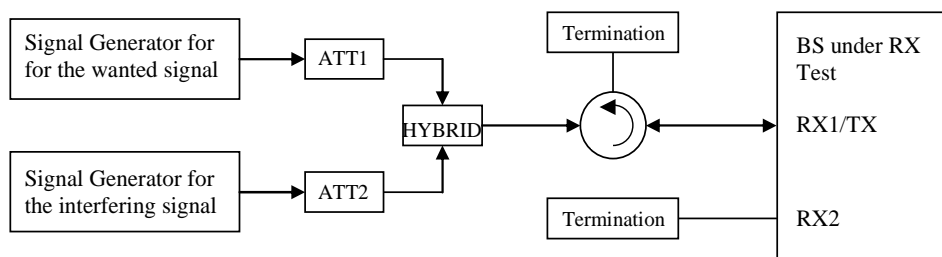 Signal Generator for
for the wanted signal
ATT1
Termination
BS under RX
Test
HYBRID
RX1/TX
Signal Generator for
the interfering signal
ATT2
Termination
RX2